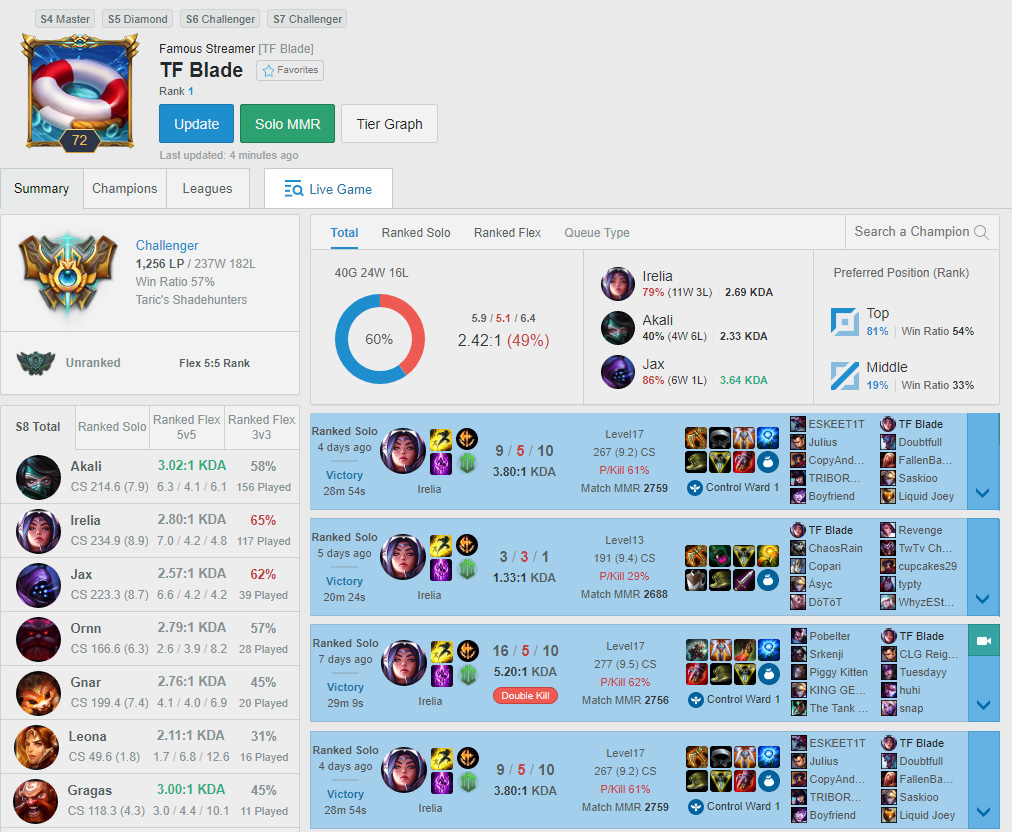 S4 Master S5 Diamond S6 Challenger S7 Challenger
Famous Streamer [TF Blade]
TF Blade Favorites
Rank 1
72
Update Solo MMR Tier Graph
Last updated: 4 minutes ago
Summary Champions Leagues Live Game
Challenger
1,256 LP / 237W 182L
Win Ratio 57%
Taric's Shadehunters
Unranked Flex 5:5 Rank
Total Ranked Solo Ranked Flex Queue Type Search a Champion
40G 24W 16L
60%
5.9 / 5.1 / 6.4
2.42:1 (49%)
Irelia
79% (11W 3L) 2.69 KDA
Akali
40% (4W 6L) 2.33 KDA
Jax
86% (6W 1L) 3.64 KDA
Preferred Position (Rank)
Top
81% Win Ratio 54%
Middle
19% Win Ratio 33%
S8 Total Ranked Solo Ranked Flex 5v5 Ranked Flex 3v3
Akali 3.02:1 KDA 58%
CS 214.6 (7.9) 6.3 / 4.1 / 6.1 156 Played
Irelia 2.80:1 KDA 65%
CS 234.9 (8.9) 7.0 / 4.2 / 4.8 117 Played
Jax 2.57:1 KDA 62%
CS 223.3 (8.7) 6.6 / 4.2 / 4.2 39 Played
Ornn 2.79:1 KDA 57%
CS 166.6 (6.3) 2.6 / 3.9 / 8.2 28 Played
Gnar 2.76:1 KDA 45%
CS 199.4 (7.4) 4.1 / 4.0 / 6.9 20 Played
Leona 2.11:1 KDA 31%
CS 49.6 (1.8) 1.7 / 6.8 / 12.6 16 Played
Gragas 3.00:1 KDA 45%
CS 118.3 (4.3) 3.0 / 4.4 / 10.1 11 Played
Ranked Solo
4 days ago
Victory
28m 54s
Irelia
9 / 5 / 10
3.80:1 KDA
Level17
267 (9.2) CS
P/Kill 61%
Match MMR 2759
Control Ward 1
ESKEET1T TF Blade
Julius Doubtfull
CopyAnd... FallenBa...
TRIBOR... Saskioo
Boyfriend Liquid Joey
Ranked Solo
5 days ago
Victory
20m 24s
Irelia
3 / 3 / 1
1.33:1 KDA
Level13
191 (9.4) CS
P/Kill 29%
Match MMR 2688
TF Blade Revenge
ChaosRain TwTv Ch...
Copari cupcakes29
Ásyc typty
DöTöT WhyzESt...
Ranked Solo
7 days ago
Victory
29m 9s
Irelia
16 / 5 / 10
5.20:1 KDA
Double Kill
Level17
277 (9.5) CS
P/Kill 62%
Match MMR 2756
Control Ward 1
Pobelter TF Blade
Srkenji CLG Reig...
Piggy Kitten Tuesdayy
KING GE... huhi
The Tank ... snap
Ranked Solo
4 days ago
Victory
28m 54s
Irelia
9 / 5 / 10
3.80:1 KDA
Level17
267 (9.2) CS
P/Kill 61%
Match MMR 2759
Control Ward 1
ESKEET1T TF Blade
Julius Doubtfull
CopyAnd... FallenBa...
TRIBOR... Saskioo
Boyfriend Liquid Joey